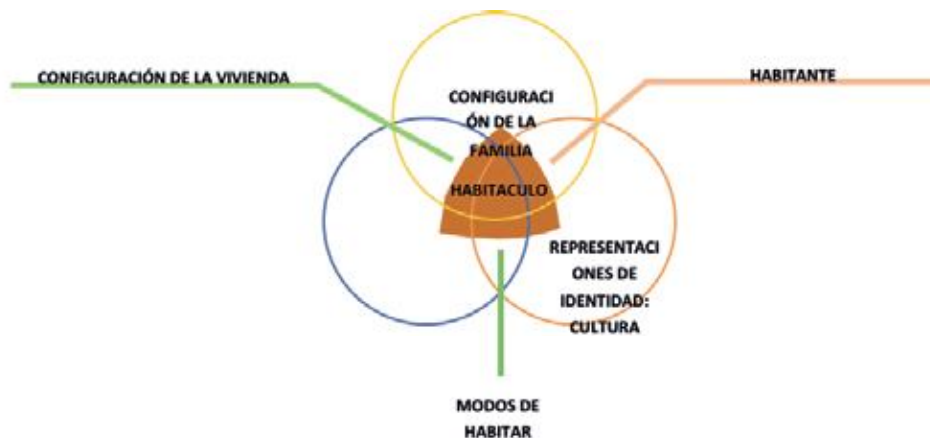 CONFIGURACIÓN DE LA VIVIENDA
HABITANTE
CONFIGURACI
ÓN DE LA
FAMILIA
HABITACULO
REPRESENTACI
ONES DE
IDENTIDAD:
CULTURA
MODOS DE
HABITAR